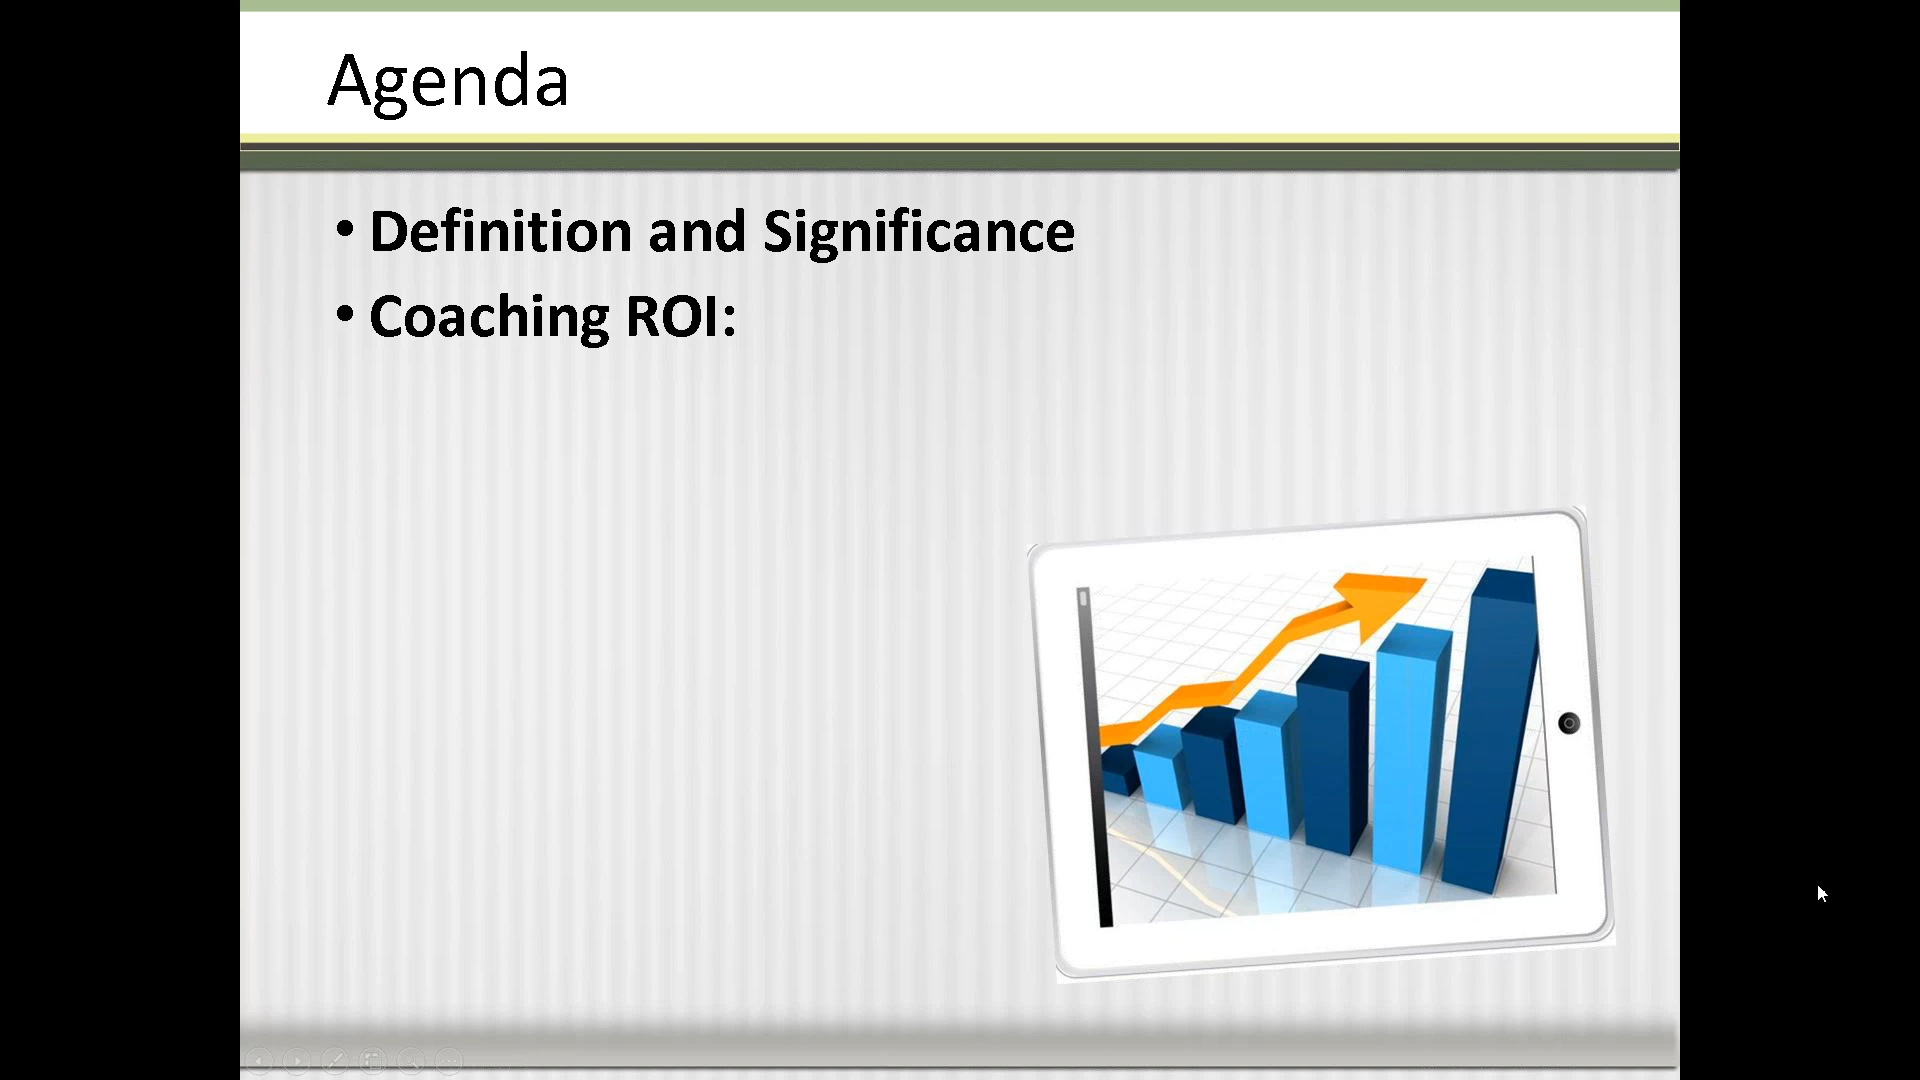 Agenda
• Definition and Significance
• Coaching ROI: